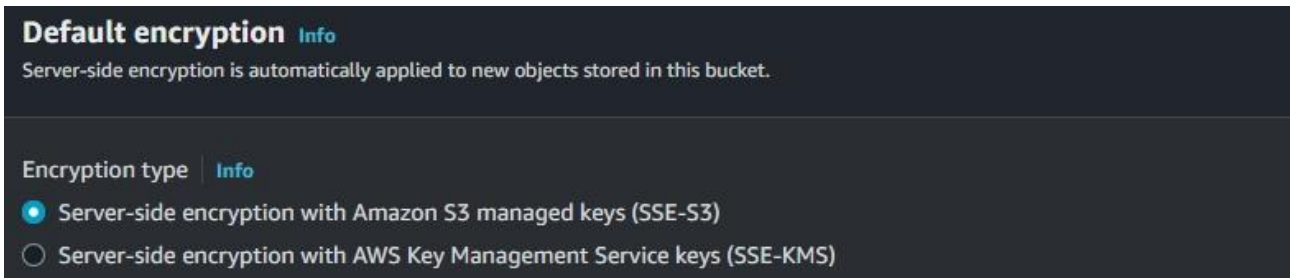 Default encryption Info
Server-side encryption is automatically applied to new objects stored in this bucket.
Encryption type Info
Server-side encryption with Amazon S3 managed keys (SSE-S3)
Server-side encryption with AWS Key Management Service keys (SSE-KMS)